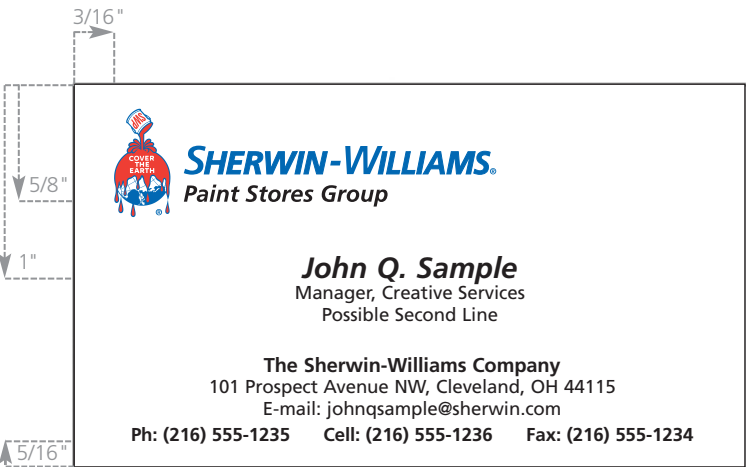 3/16"
SWP
COVER
THE
EARTH
®
SHERWIN-WILLIAMS®
Paint Stores Group
5/8"
1"
John Q. Sample
Manager, Creative Services
Possible Second Line
The Sherwin-Williams Company
101 Prospect Avenue NW, Cleveland, OH 44115
E-mail: johnqsample@sherwin.com
Ph: (216) 555-1235 Cell: (216) 555-1236 Fax: (216) 555-1234
5/16"